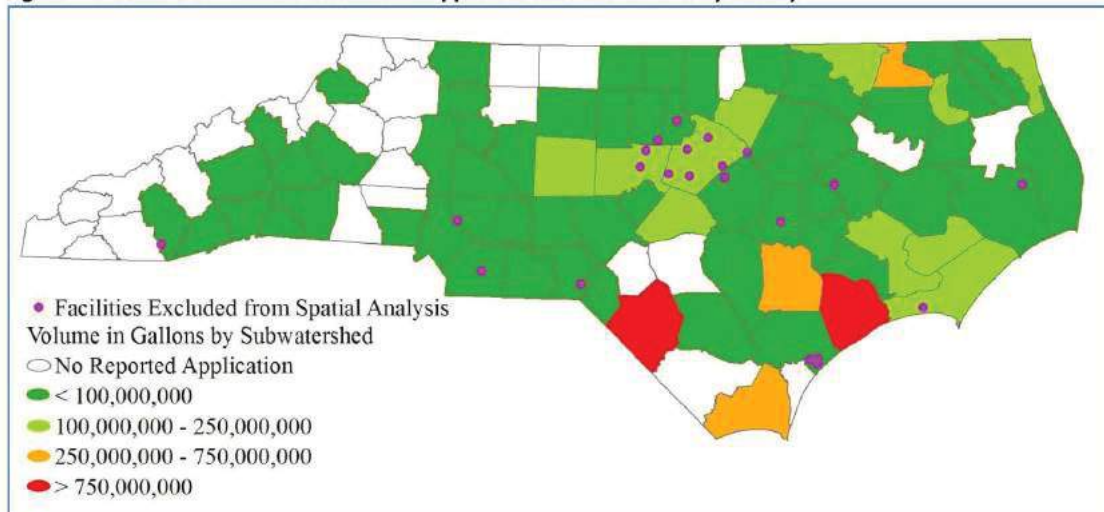 Facilities Excluded from Spatial Analysis
Volume in Gallons by Subwatershed
No Reported Application
< 100,000,000
100,000,000 - 250,000,000
250,000,000 - 750,000,000
> 750,000,000